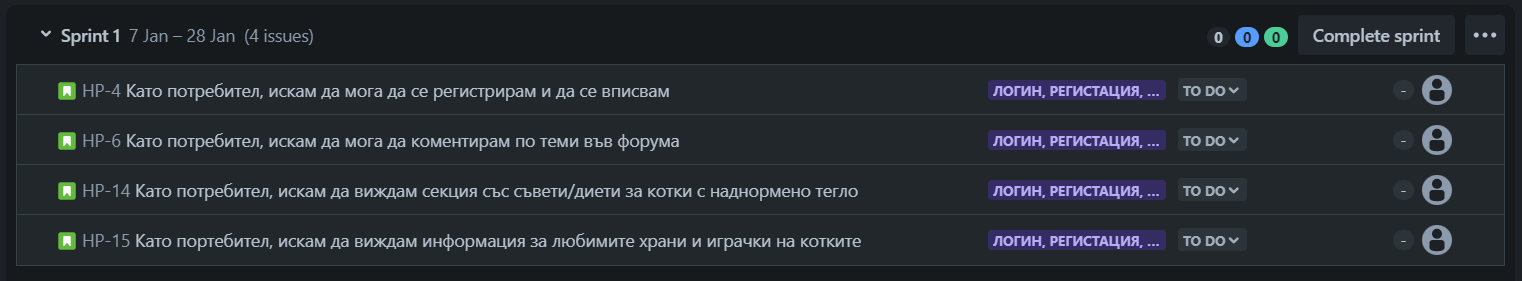 Sprint 1 7 Jan – 28 Jan (4 issues) 0 0 0 Complete sprint
HP-4 Като потребител, искам да мога да се регистрирам и да се вписвам ЛОГИН, РЕГИСТАЦИЯ, ... TO DO -
HP-6 Като потребител, искам да мога да коментирам по теми във форума ЛОГИН, РЕГИСТАЦИЯ, ... TO DO -
HP-14 Като потребител, искам да виждам секция със съвети/диети за котки с наднормено тегло ЛОГИН, РЕГИСТАЦИЯ, ... TO DO -
HP-15 Като портебител, искам да виждам информация за любимите храни и играчки на котките ЛОГИН, РЕГИСТАЦИЯ, ... TO DO -